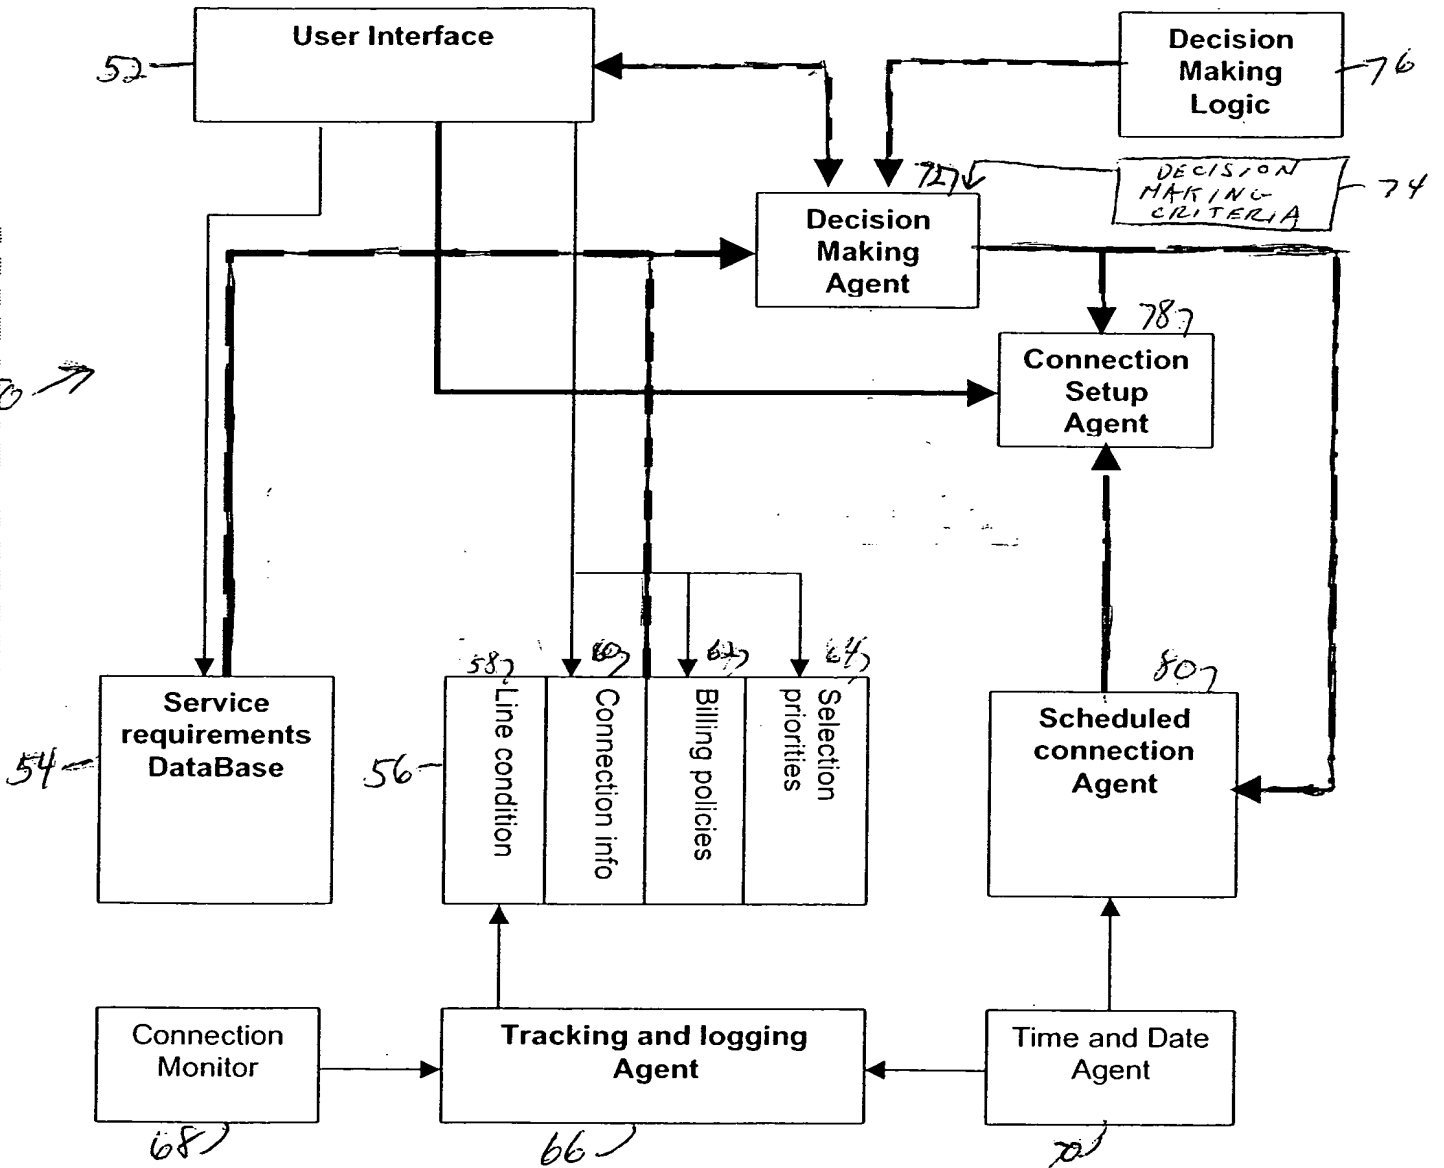 User Interface
52
Decision
Making
Logic
76
DECISION
MAKING
CRITERIA
74
72
Decision
Making
Agent
78
Connection
Setup
Agent
58
60
62
64
80
Service
requirements
DataBase
54
56
Line condition
Connection info
Billing policies
Selection
priorities
Scheduled
connection
Agent
Connection
Monitor
68
Tracking and logging
Agent
66
Time and Date
Agent
70